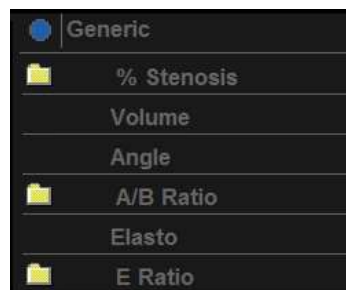 Generic
% Stenosis
Volume
Angle
A/B Ratio
Elasto
E Ratio